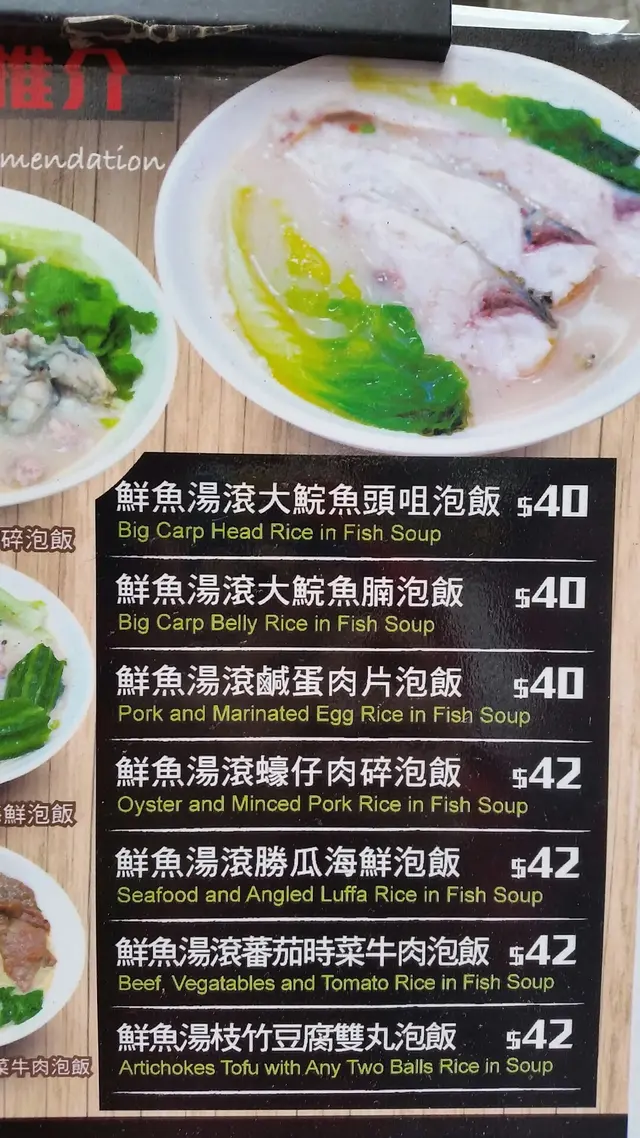 推介
mendation
碎泡飯
鮮泡飯
菜牛肉泡飯
鮮魚湯滾大鯇魚頭咀泡飯 $40
Big Carp Head Rice in Fish Soup
鮮魚湯滾大鯇魚腩泡飯 $40
Big Carp Belly Rice in Fish Soup
鮮魚湯滾鹹蛋肉片泡飯 $40
Pork and Marinated Egg Rice in Fish Soup
鮮魚湯滾蠔仔肉碎泡飯 $42
Oyster and Minced Pork Rice in Fish Soup
鮮魚湯滾勝瓜海鮮泡飯 $42
Seafood and Angled Luffa Rice in Fish Soup
鮮魚湯滾蕃茄時菜牛肉泡飯 $42
Beef, Vegatables and Tomato Rice in Fish Soup
鮮魚湯枝竹豆腐雙丸泡飯 $42
Artichokes Tofu with Any Two Balls Rice in Soup